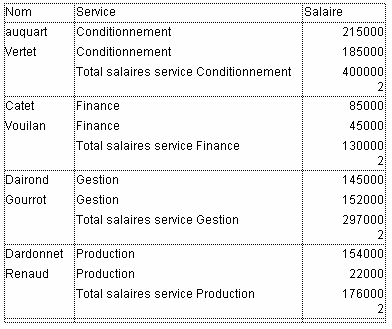 Nom Service Salaire
auquart Conditionnement 215000
Vertet Conditionnement 185000
Total salaires service Conditionnement 400000
2
Catet Finance 85000
Vouilan Finance 45000
Total salaires service Finance 130000
2
Dairond Gestion 145000
Gourrot Gestion 152000
Total salaires service Gestion 297000
2
Dardonnet Production 154000
Renaud Production 22000
Total salaires service Production 176000
2